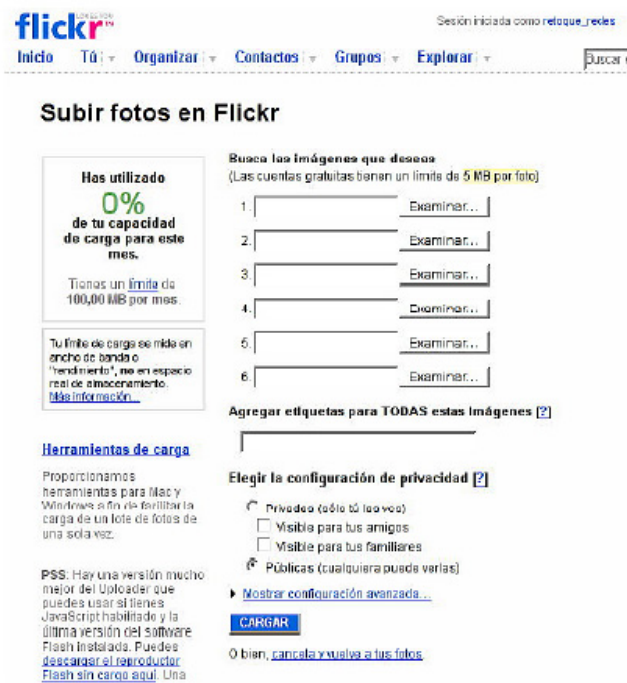 flickr
Sesión iniciada como retoque_redes
Inicio Tú Organizar Contactos Grupos Explorar Buscar
Subir fotos en Flickr
Has utilizado
0%
de tu capacidad
de carga para este
mes.
Tienes un límite de
100,00 MB por mes.
Tu límite de carga se mide en
ancho de banda o
"rendimiento", no en espacio
real de almacenamiento.
Más información...
Herramientas de carga
Proporcionamos
herramientas para Mac y
Windows a fin de facilitar la
carga de un lote de fotos de
una sola vez.
PSS: Hay una versión mucho
mejor del Uploader que
puedes usar si tienes
JavaScript habilitado y la
última versión del software
Flash instalada. Puedes
descargar el reproductor
Flash sin cargo aquí. Una
Busca las imágenes que deseas
(Las cuentas gratuitas tienen un límite de 5 MB por foto)
1. Examinar...
2. Examinar...
3. Examinar...
4. Examinar...
5. Examinar...
6. Examinar...
Agregar etiquetas para TODAS estas imágenes [?]
Elegir la configuración de privacidad [?]
Privadas (sólo tú las ves)
Visible para tus amigos
Visible para tus familiares
Públicas (cualquiera puede verlas)
Mostrar configuración avanzada...
CARGAR
O bien, cancela y vuelve a tus fotos.